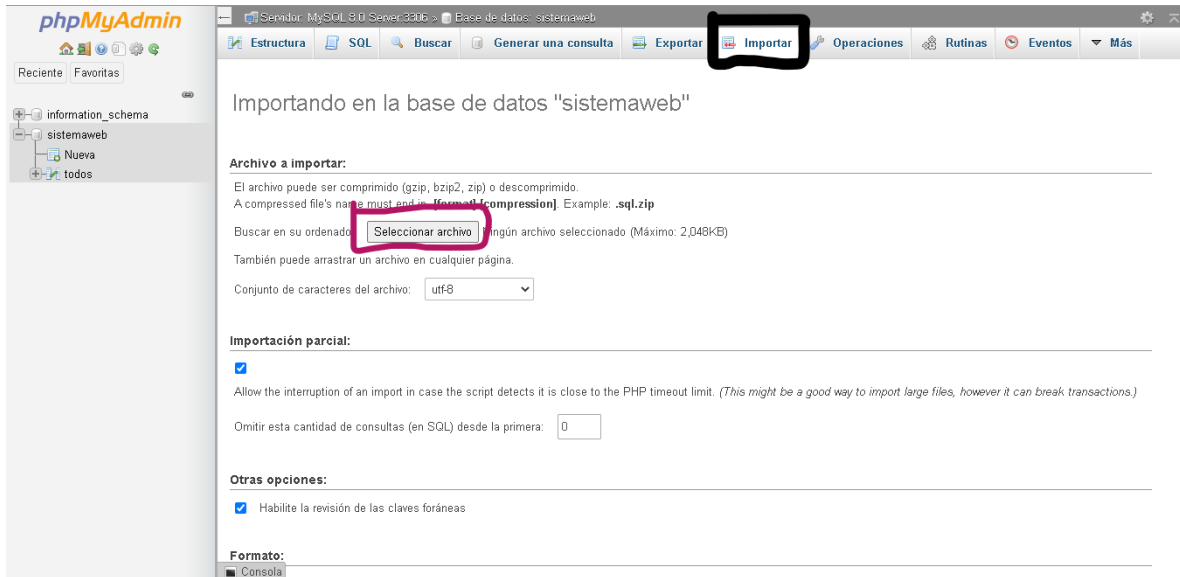 phpMyAdmin
Reciente Favoritas
information_schema
sistemaweb
Nueva
todos
Servidor: MySQL 8.0 Server:3306 » Base de datos: sistemaweb
Estructura SQL Buscar Generar una consulta Exportar Importar Operaciones Rutinas Eventos Más
Importando en la base de datos "sistemaweb"
Archivo a importar:
El archivo puede ser comprimido (gzip, bzip2, zip) o descomprimido.
A compressed file's name must end in .[format].[compression]. Example: .sql.zip
Buscar en su ordenado Seleccionar archivo Ningún archivo seleccionado (Máximo: 2,048KB)
También puede arrastrar un archivo en cualquier página.
Conjunto de caracteres del archivo: utf-8
Importación parcial:
Allow the interruption of an import in case the script detects it is close to the PHP timeout limit. (This might be a good way to import large files, however it can break transactions.)
Omitir esta cantidad de consultas (en SQL) desde la primera: 0
Otras opciones:
Habilite la revisión de las claves foráneas
Formato:
Consola